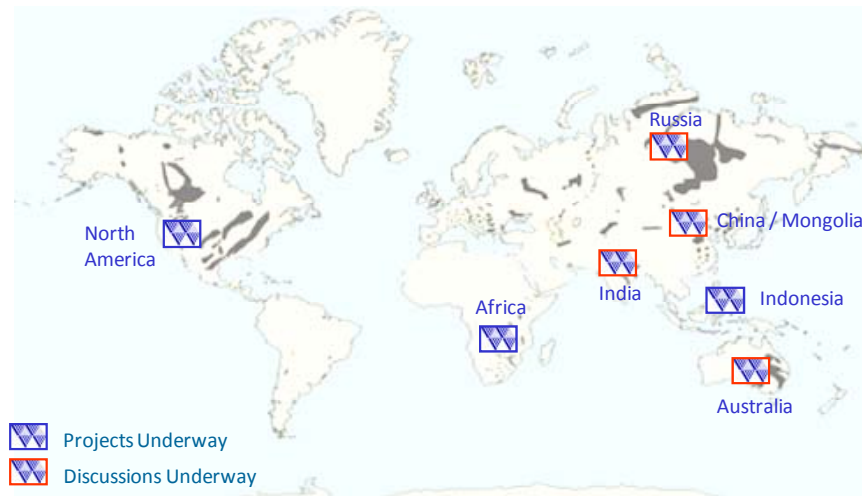 Russia
North
America
China / Mongolia
India
Africa
Indonesia
Australia
Projects Underway
Discussions Underway